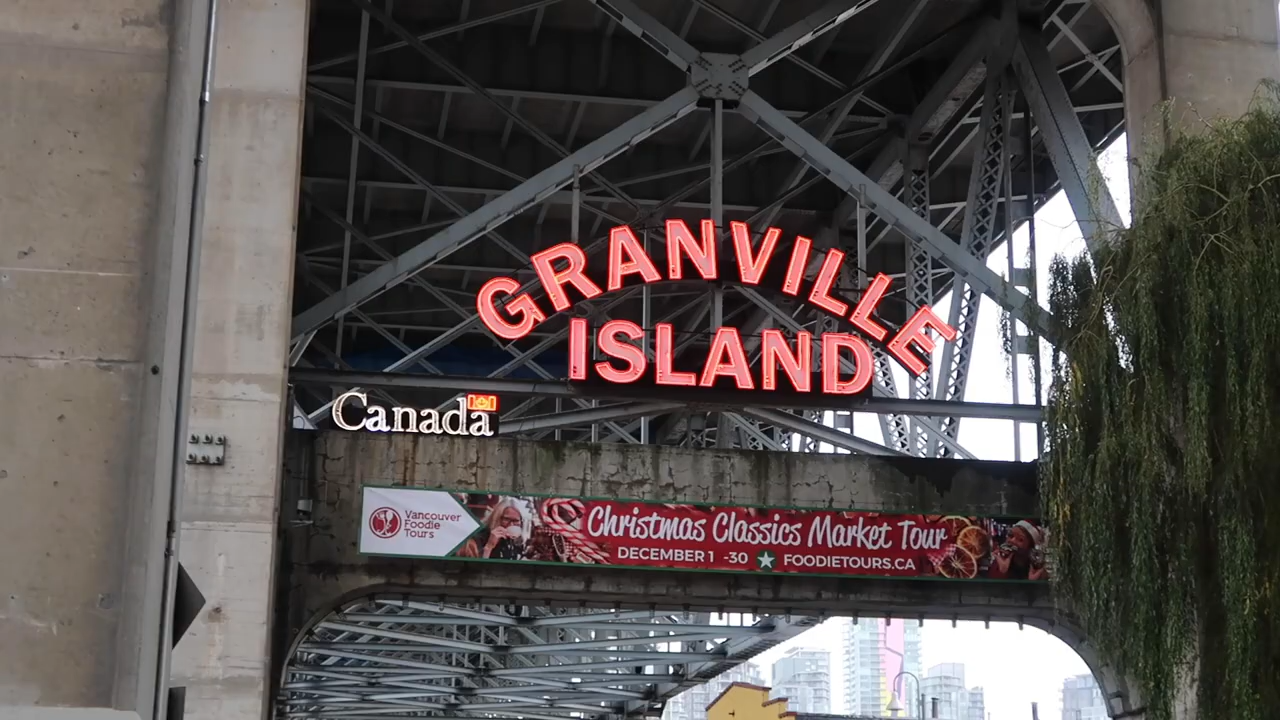 GRANVILLE
ISLAND
Canada
Vancouver
Foodie
Tours
Christmas Classics Market Tour
DECEMBER 1 -30 ★ FOODIETOURS.CA